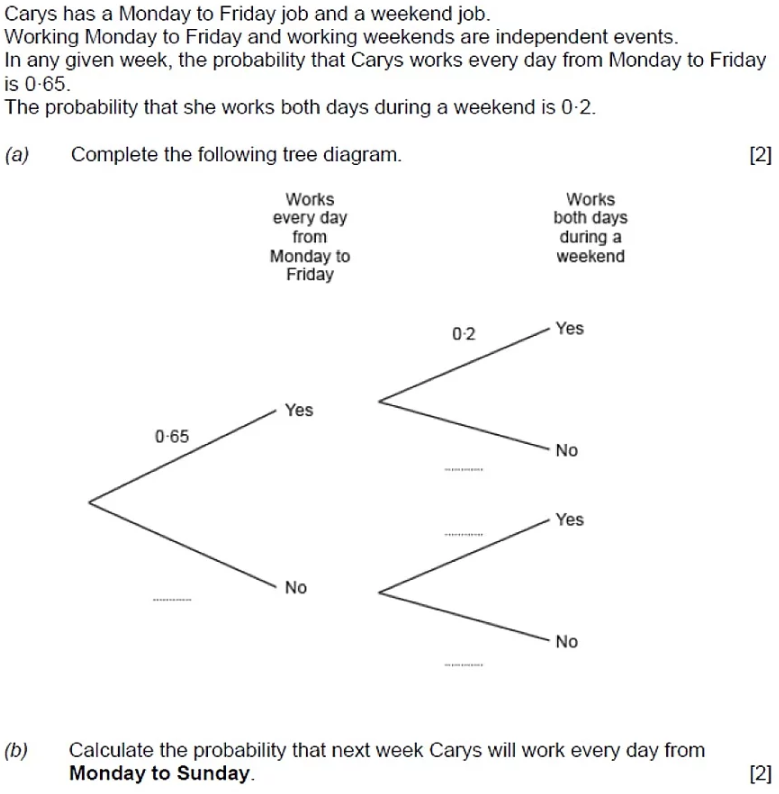 Carys has a Monday to Friday job and a weekend job.
Working Monday to Friday and working weekends are independent events.
In any given week, the probability that Carys works every day from Monday to Friday
is 0·65.
The probability that she works both days during a weekend is 0·2.
(a) Complete the following tree diagram. [2]
Works
every day
from
Monday to
Friday
Works
both days
during a
weekend
0·2
Yes
Yes
0·65
No
............
............
Yes
No
............
No
............
(b) Calculate the probability that next week Carys will work every day from
Monday to Sunday. [2]